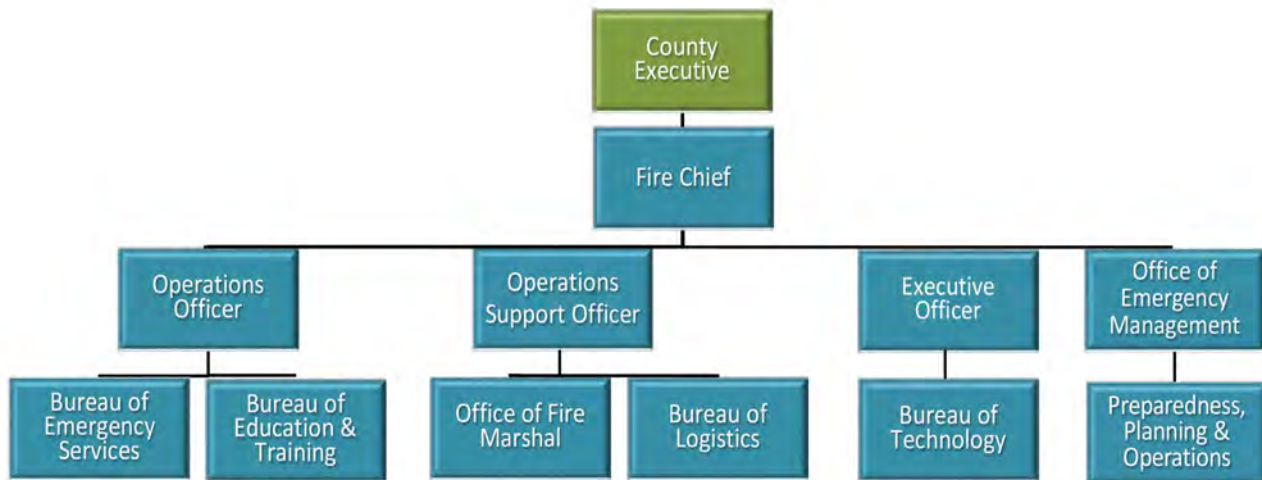 County
Executive
Fire Chief
Operations
Officer
Operations
Support Officer
Executive
Officer
Office of
Emergency
Management
Bureau of
Emergency
Services
Bureau of
Education &
Training
Office of Fire
Marshal
Bureau of
Logistics
Bureau of
Technology
Preparedness,
Planning &
Operations